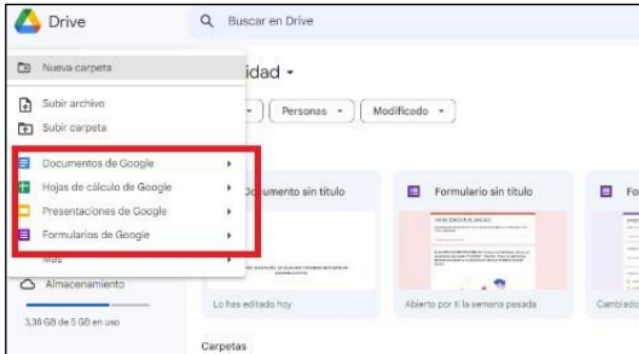 Drive
Buscar en Drive
Nueva carpeta
idad
Subir archivo
Personas
Modificado
Subir carpeta
Documentos de Google
Hojas de cálculo de Google
Documento sin título
Formulario sin título
Presentaciones de Google
Formularios de Google
Más
Almacenamiento
Lo has editado hoy
Abierto por ti la semana pasada
Cambiado
3,38 GB de 5 GB en uso
Carpetas